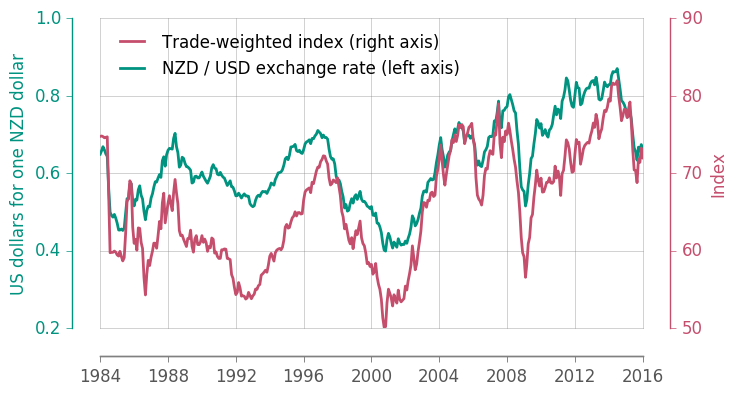 1.0
0.8
0.6
0.4
0.2
US dollars for one NZD dollar
Trade-weighted index (right axis)
NZD / USD exchange rate (left axis)
90
80
70
60
50
Index
1984 1988 1992 1996 2000 2004 2008 2012 2016